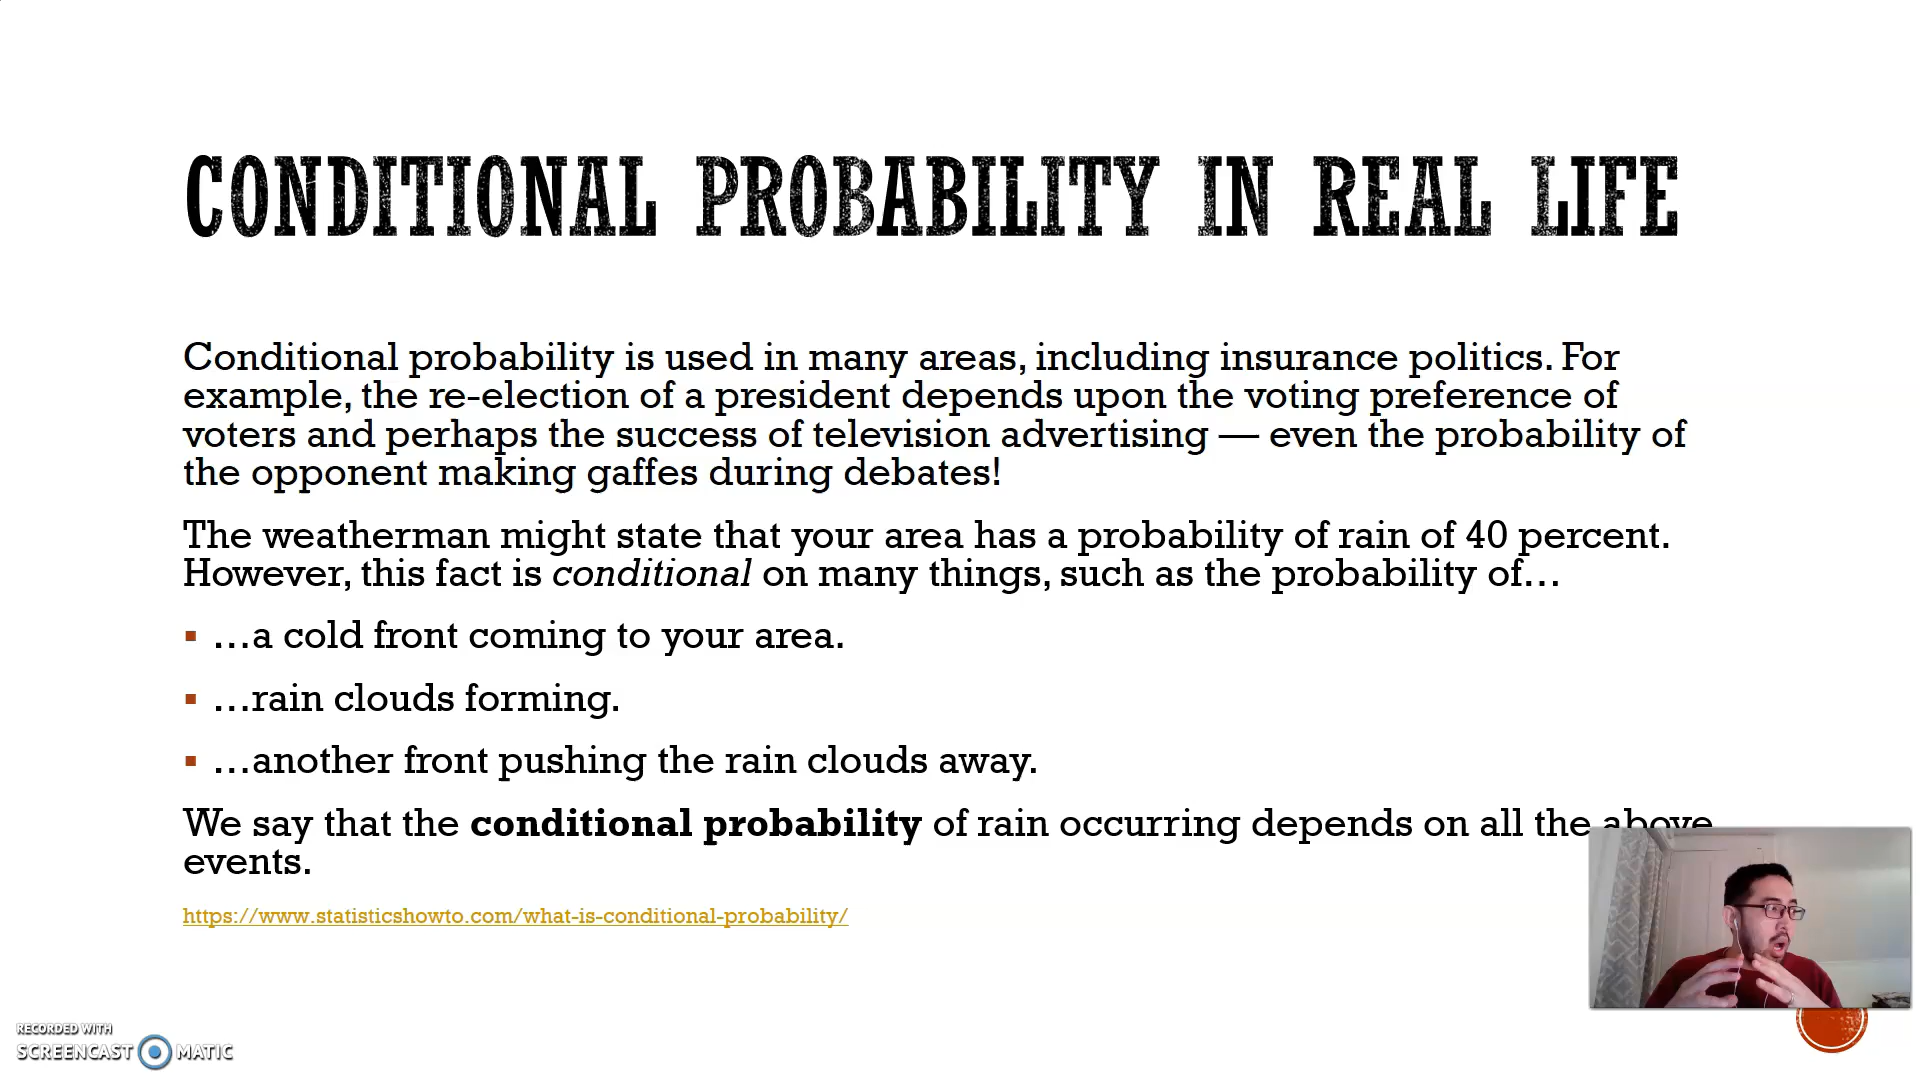 CONDITIONAL PROBABILITY IN REAL LIFE
Conditional probability is used in many areas, including insurance politics. For
example, the re-election of a president depends upon the voting preference of
voters and perhaps the success of television advertising — even the probability of
the opponent making gaffes during debates!
The weatherman might state that your area has a probability of rain of 40 percent.
However, this fact is conditional on many things, such as the probability of…
▪ …a cold front coming to your area.
▪ …rain clouds forming.
▪ …another front pushing the rain clouds away.
We say that the conditional probability of rain occurring depends on all the above
events.
https://www.statisticshowto.com/what-is-conditional-probability/
RECORDED WITH
SCREENCAST MATIC